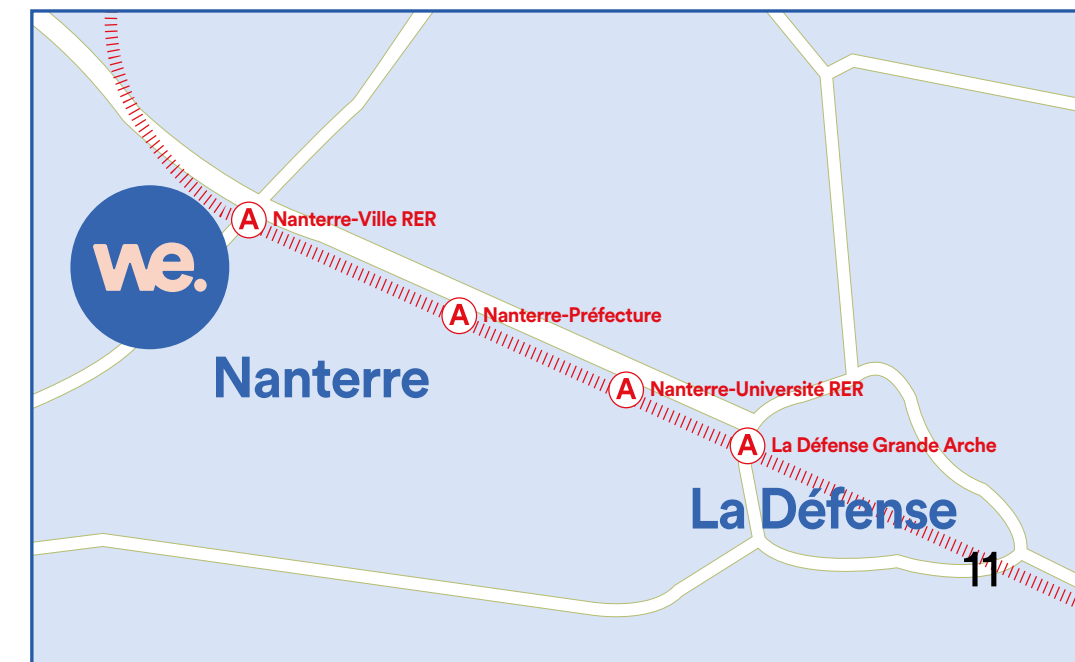 A Nanterre-Ville RER
we.
A Nanterre-Préfecture
Nanterre
A Nanterre-Université RER
A La Défense Grande Arche
La Défense
11